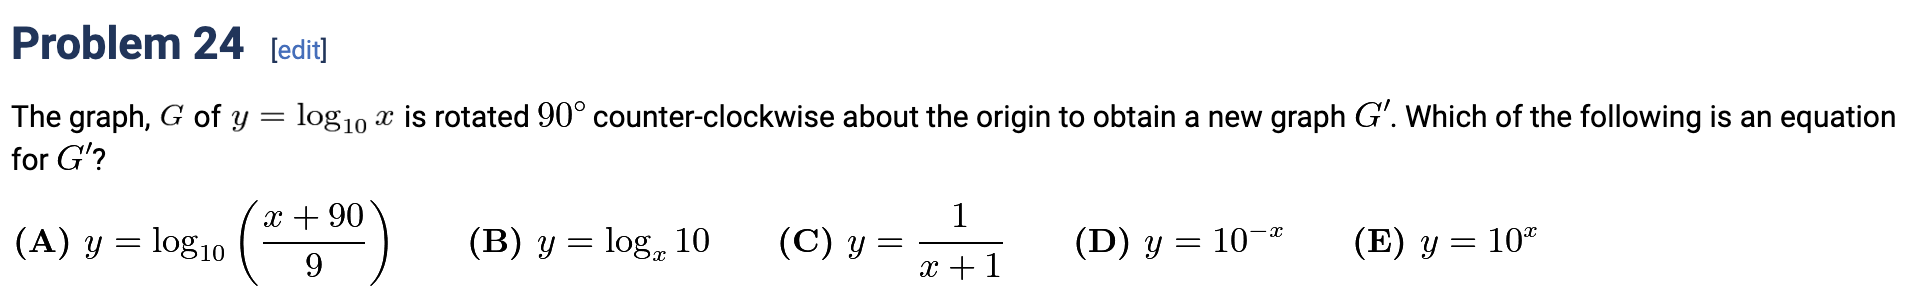 Problem 24 [edit]
The graph, G of y = log₁₀ x is rotated 90° counter-clockwise about the origin to obtain a new graph G′. Which of the following is an equation
for G′?
(A) y = log₁₀ ((x + 90)/9) (B) y = logₓ 10 (C) y = 1/(x + 1) (D) y = 10⁻ˣ (E) y = 10ˣ